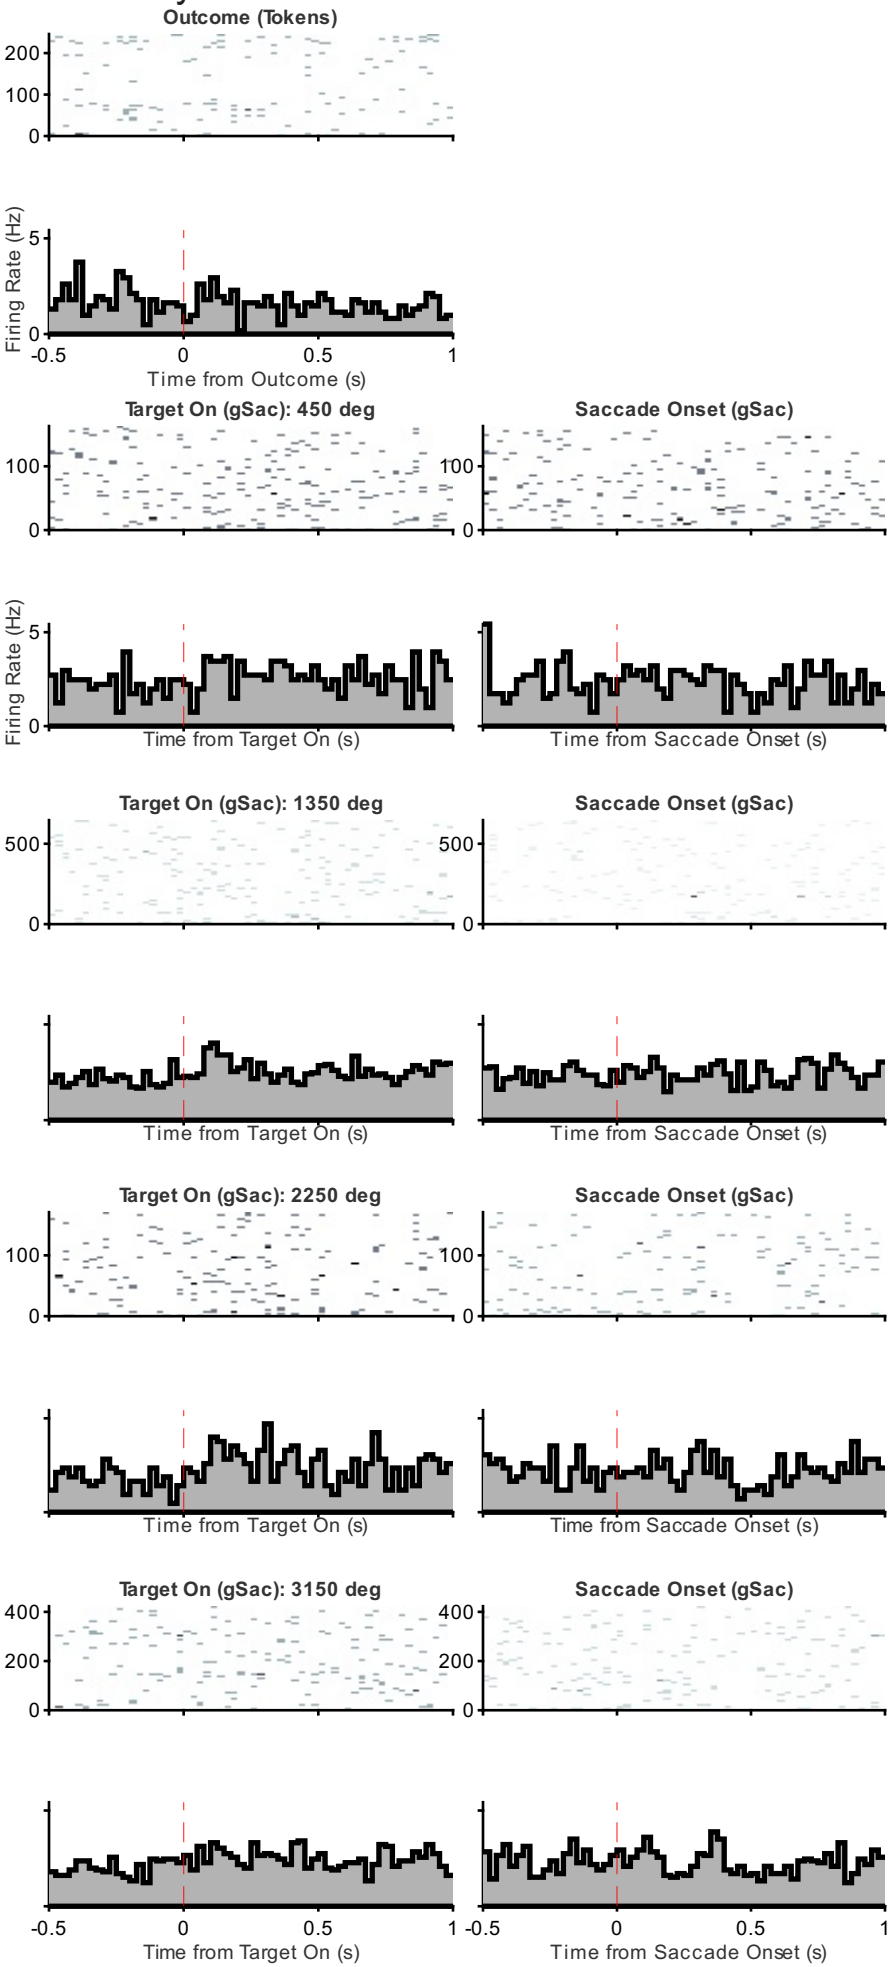 Outcome (Tokens)
200
100
0
Firing Rate (Hz)
5
0
-0.5 0 0.5 1
Time from Outcome (s)
Target On (gSac): 450 deg Saccade Onset (gSac)
100 100
0 0
Firing Rate (Hz)
5
0
Time from Target On (s) Time from Saccade Onset (s)
Target On (gSac): 1350 deg Saccade Onset (gSac)
500 500
0 0
Time from Target On (s) Time from Saccade Onset (s)
Target On (gSac): 2250 deg Saccade Onset (gSac)
100 100
0 0
Time from Target On (s) Time from Saccade Onset (s)
Target On (gSac): 3150 deg Saccade Onset (gSac)
400 400
200 200
0 0
-0.5 0 0.5 1 -0.5 0 0.5 1
Time from Target On (s) Time from Saccade Onset (s)